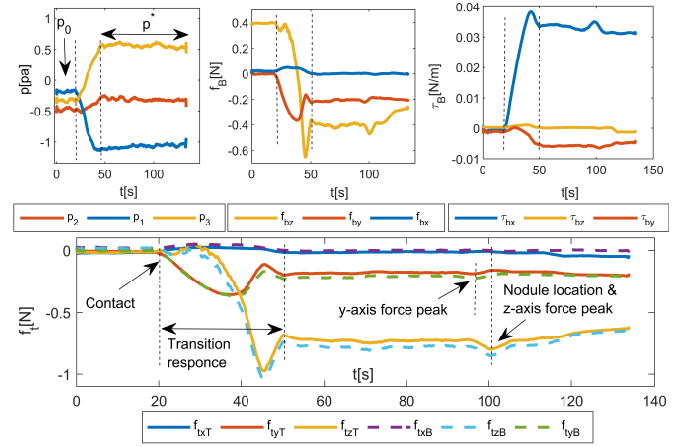 p₀
p*
p[pa]
1
0.5
0
-0.5
-1
0
50
100
t[s]
f_B[N]
0.4
0.2
0
-0.2
-0.4
-0.6
0
50
100
t[s]
τ_B[N/m]
0.04
0.03
0.02
0.01
0
-0.01
0
50
100
150
t[s]
p₂ p₁ p₃
f_bz f_by f_bx
τ_bx τ_bz τ_by
f_t[N]
0
-0.5
-1
Contact
Transition
responce
y-axis force peak
Nodule location &
z-axis force peak
t[s]
0 20 40 60 80 100 120 140
f_txT f_tyT f_tzT f_txB f_tzB f_tyB